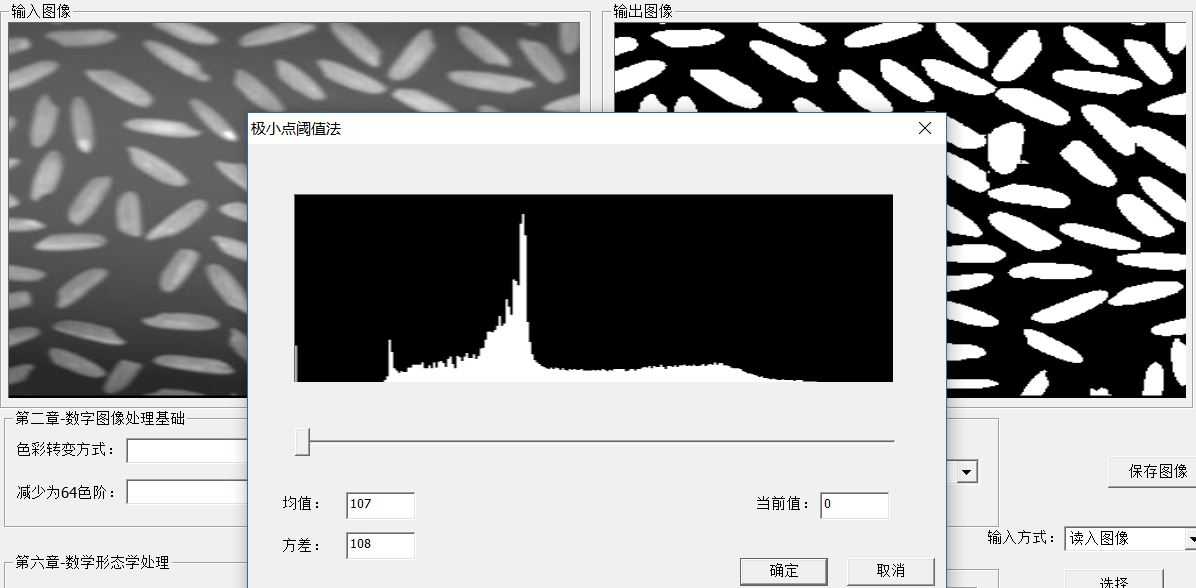 输入图像
输出图像
极小点阈值法
第二章-数字图像处理基础
色彩转变方式：
减少为64色阶：
均值： 107
当前值： 0
方差： 108
确定 取消
保存图像
输入方式： 读入图像
第六章-数学形态学处理
选择